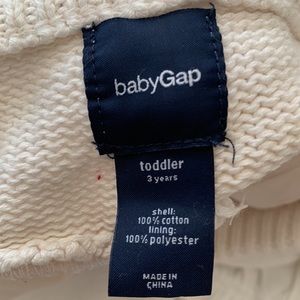 babyGap
toddler
3 years
shell:
100% cotton
lining:
100% polyester
MADE IN
CHINA